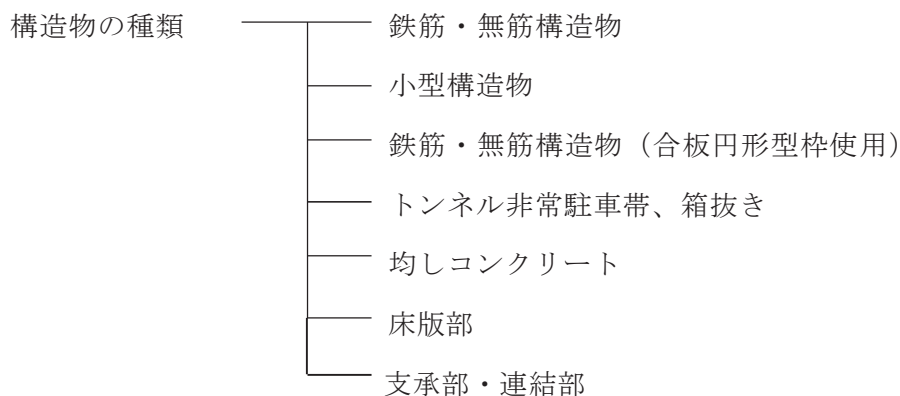 構造物の種類
鉄筋・無筋構造物
小型構造物
鉄筋・無筋構造物（合板円形型枠使用）
トンネル非常駐車帯、箱抜き
均しコンクリート
床版部
支承部・連結部